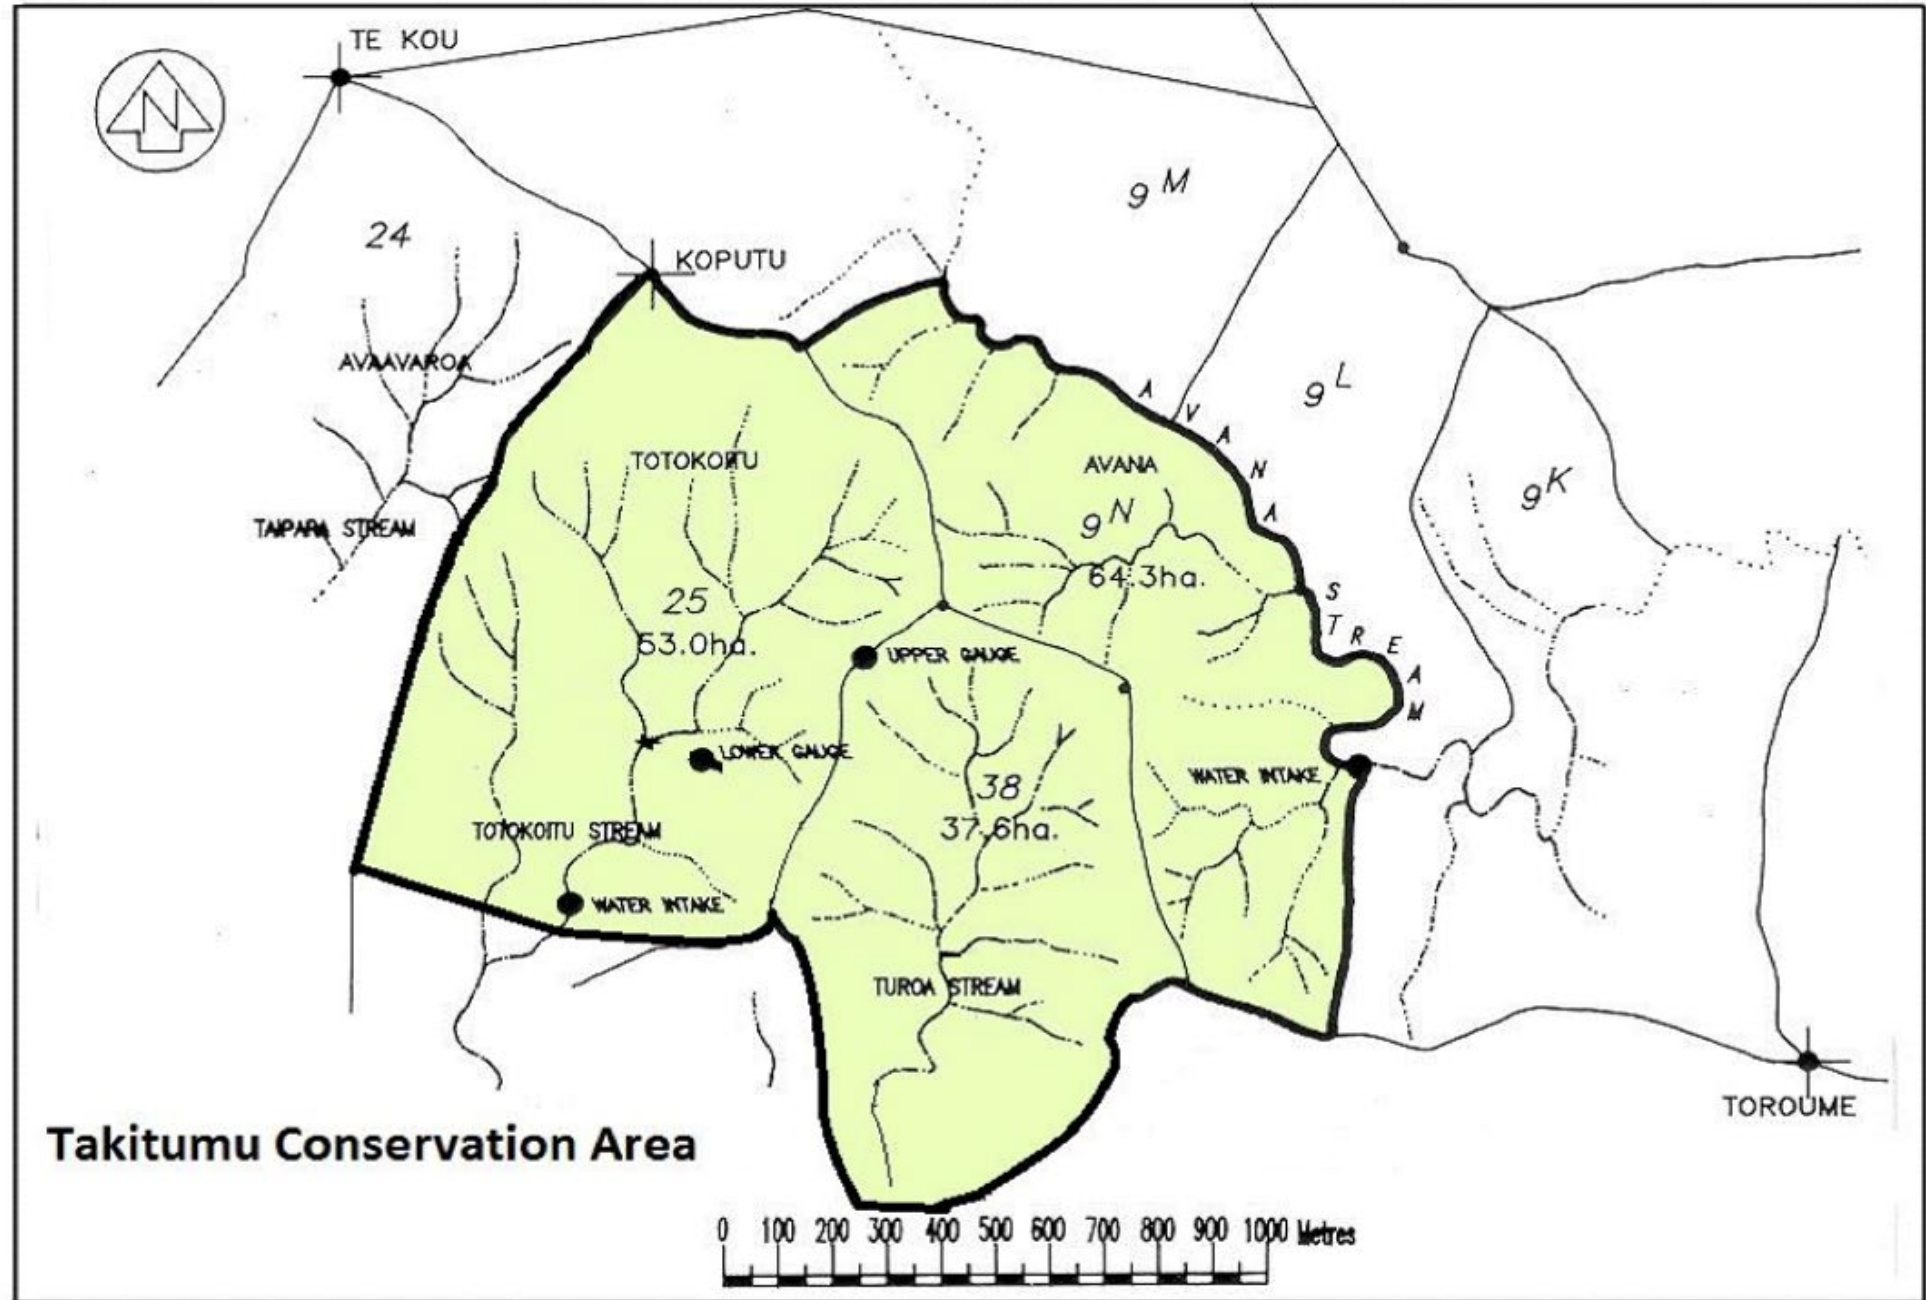 TE KOU
N
9 M
24
KOPUTU
AVAAVAROA
9 L
A V A N A
TOTOKOITU
AVANA
9 K
9 N
TAIPARA STREAM
64.3ha.
25
53.0ha.
S T R E A M
UPPER GAUGE
LOWER GAUGE
WATER INTAKE
38
37.6ha.
TOTOKOITU STREAM
WATER INTAKE
TUROA STREAM
TOROUME
Takitumu Conservation Area
0 100 200 300 400 500 600 700 800 900 1000 Metres